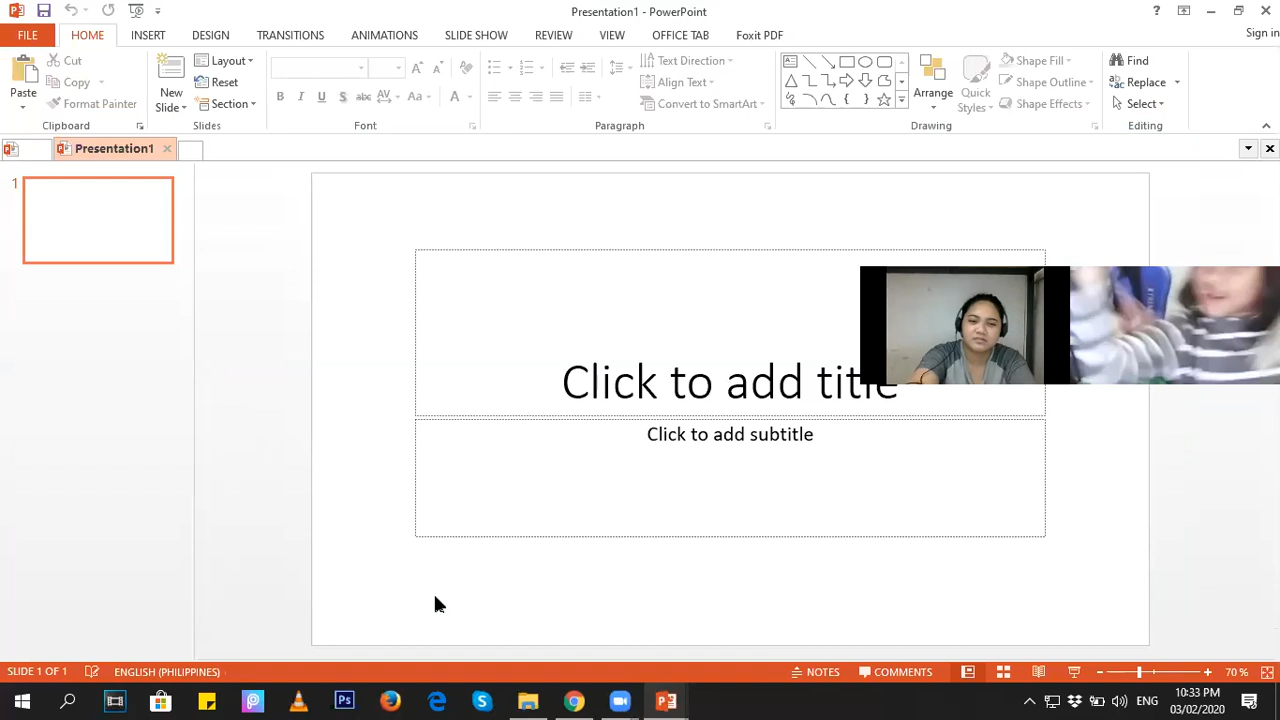 Presentation1 - PowerPoint
?
FILE HOME INSERT DESIGN TRANSITIONS ANIMATIONS SLIDE SHOW REVIEW VIEW OFFICE TAB Foxit PDF Sign in
Paste
Cut
Copy
Format Painter
Clipboard
New Slide
Layout
Reset
Section
Slides
B I U S abc AV Aa A
Font
Text Direction
Align Text
Convert to SmartArt
Paragraph
Arrange
Quick Styles
Shape Fill
Shape Outline
Shape Effects
Drawing
Find
Replace
Select
Editing
Presentation1
1
Click to add title
Click to add subtitle
SLIDE 1 OF 1 ENGLISH (PHILIPPINES) NOTES COMMENTS 70 %
Ps
ENG
10:33 PM
03/02/2020